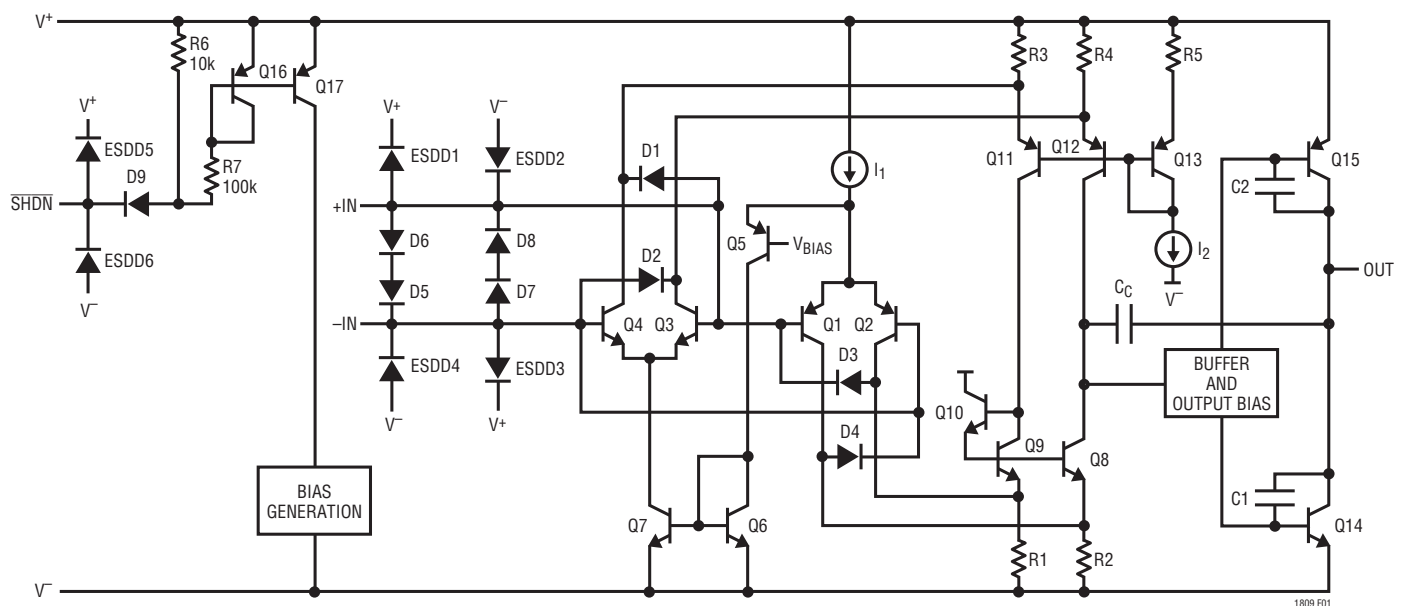 V+
R6
10k
Q16
Q17
R7
100k
V+
ESDD5
D9
SHDN
ESDD6
V–
BIAS
GENERATION
V+
V–
ESDD1
ESDD2
+IN
D6
D8
D5
D7
–IN
ESDD4
ESDD3
V–
V+
D1
D2
Q4
Q3
Q5
VBIAS
I1
Q1
Q2
D3
D4
Q7
Q6
R3
R4
R5
Q11
Q12
Q13
I2
V–
CC
Q10
Q9
Q8
R1
R2
BUFFER
AND
OUTPUT BIAS
C2
Q15
OUT
C1
Q14
V–
1809 F01